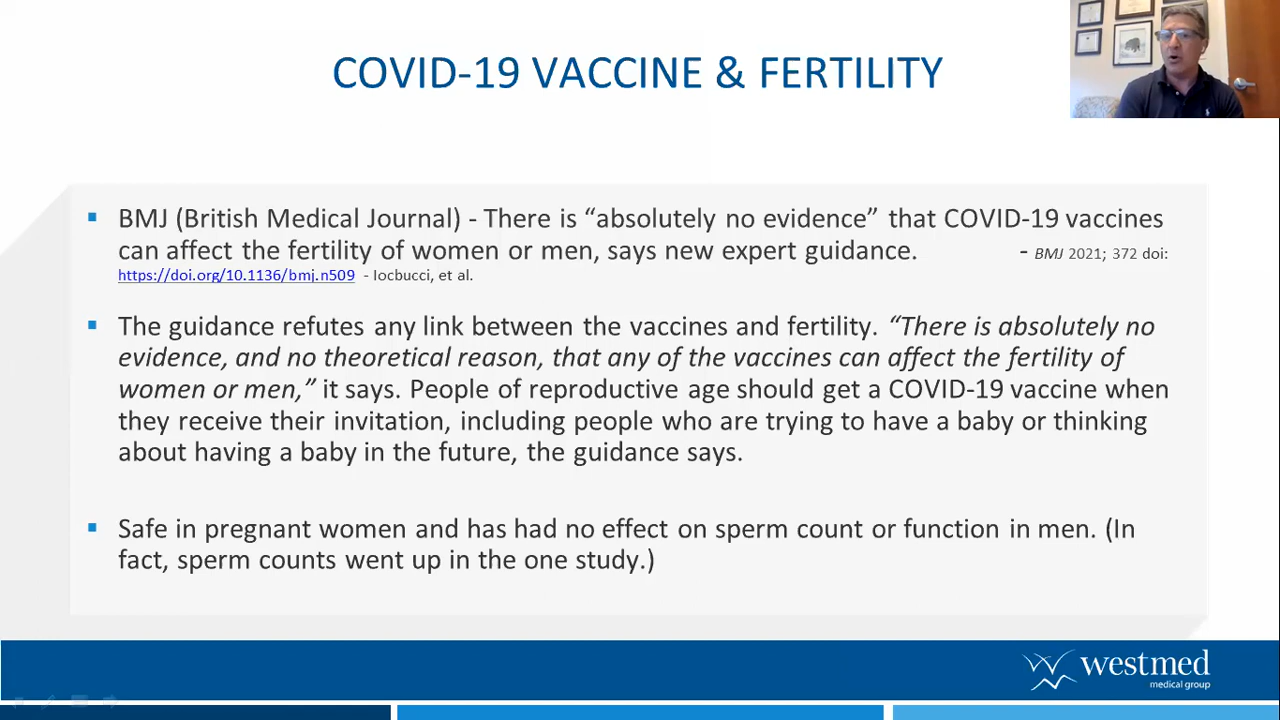 COVID-19 VACCINE & FERTILITY
▪ BMJ (British Medical Journal) - There is “absolutely no evidence” that COVID-19 vaccines
can affect the fertility of women or men, says new expert guidance. - BMJ 2021; 372 doi:
https://doi.org/10.1136/bmj.n509 - Iocbucci, et al.
▪ The guidance refutes any link between the vaccines and fertility. “There is absolutely no
evidence, and no theoretical reason, that any of the vaccines can affect the fertility of
women or men,” it says. People of reproductive age should get a COVID-19 vaccine when
they receive their invitation, including people who are trying to have a baby or thinking
about having a baby in the future, the guidance says.
▪ Safe in pregnant women and has had no effect on sperm count or function in men. (In
fact, sperm counts went up in the one study.)
westmed
medical group